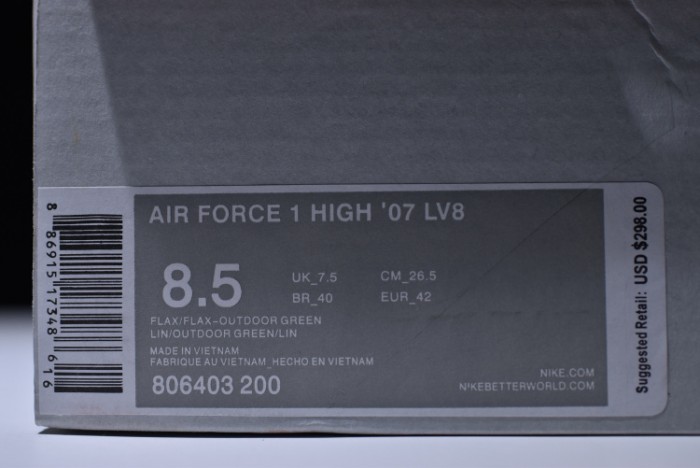 AIR FORCE 1 HIGH '07 LV8
8.5
UK_7.5 CM_26.5
BR_40 EUR_42
FLAX/FLAX-OUTDOOR GREEN
LIN/OUTDOOR GREEN/LIN
MADE IN VIETNAM
FABRIQUE AU VIETNAM_HECHO EN VIETNAM
806403 200
NIKE.COM
NIKEBETTERWORLD.COM
8 86915 17348 616
Suggested Retail: USD $298.00